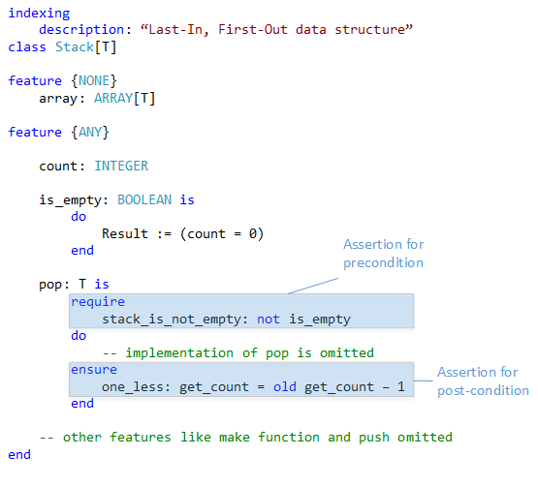 indexing
description: “Last-In, First-Out data structure”
class Stack[T]
feature {NONE}
array: ARRAY[T]
feature {ANY}
count: INTEGER
is_empty: BOOLEAN is
do
Result := (count = 0)
end
Assertion for
precondition
pop: T is
require
stack_is_not_empty: not is_empty
do
-- implementation of pop is omitted
ensure
one_less: get_count = old get_count – 1
end
Assertion for
post-condition
-- other features like make function and push omitted
end